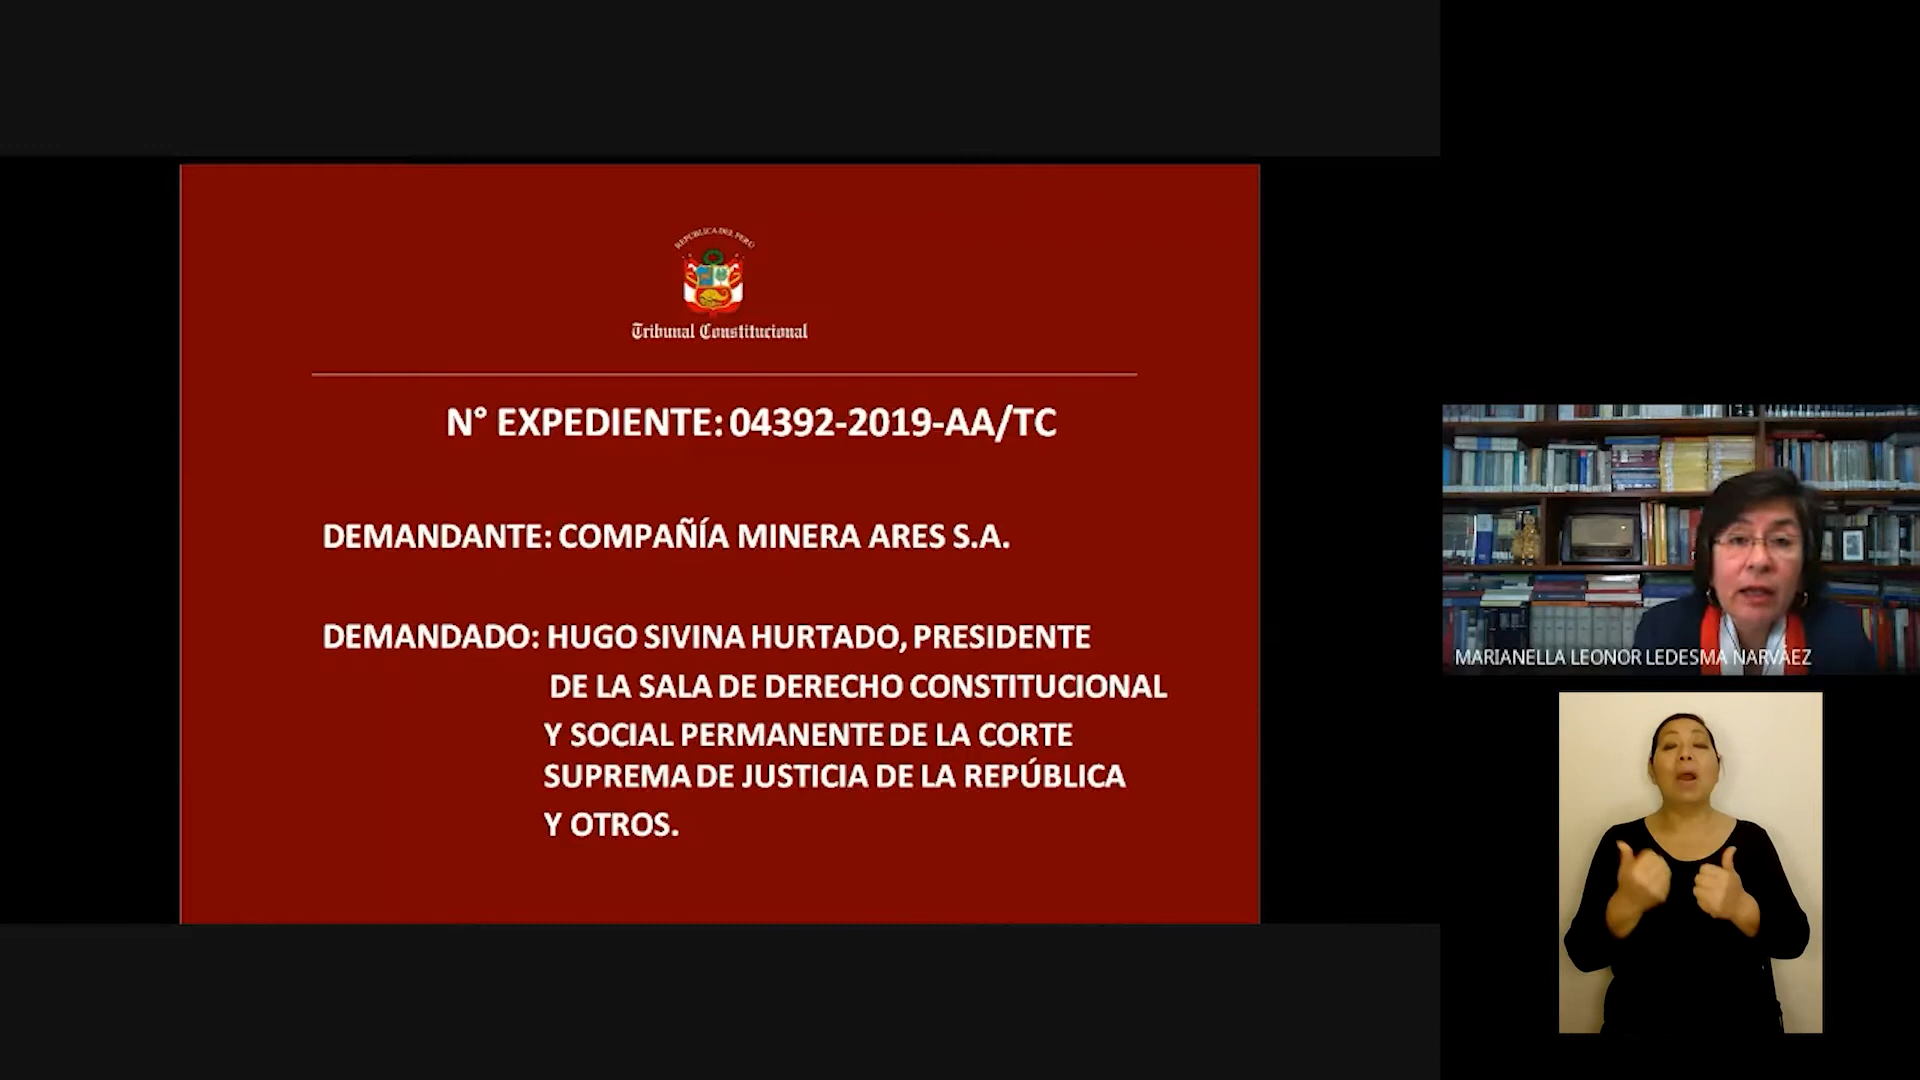 REPÚBLICA DEL PERÚ
Tribunal Constitucional
N° EXPEDIENTE: 04392-2019-AA/TC
DEMANDANTE: COMPAÑÍA MINERA ARES S.A.
DEMANDADO: HUGO SIVINA HURTADO, PRESIDENTE
DE LA SALA DE DERECHO CONSTITUCIONAL
Y SOCIAL PERMANENTE DE LA CORTE
SUPREMA DE JUSTICIA DE LA REPÚBLICA
Y OTROS.
MARIANELLA LEONOR LEDESMA NARVÁEZ